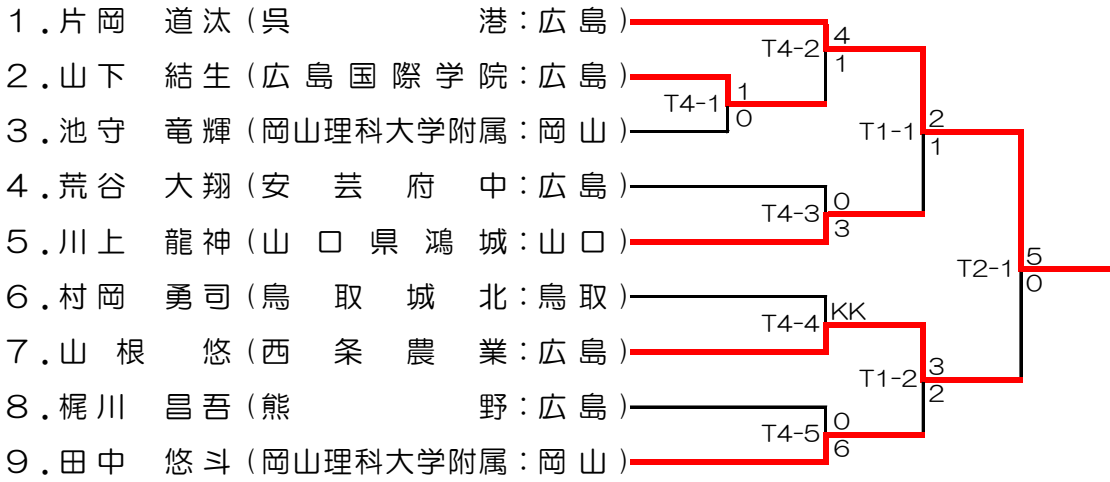 1.片岡 道汰(呉港:広島)
4
T4-2
1
2.山下 結生(広島国際学院:広島)
1
T4-1
0
3.池守 竜輝(岡山理科大学附属:岡山)
2
T1-1
1
4.荒谷 大翔(安芸府中:広島)
0
T4-3
3
5.川上 龍神(山口県鴻城:山口)
5
T2-1
0
6.村岡 勇司(鳥取城北:鳥取)
KK
T4-4
7.山根 悠(西条農業:広島)
3
T1-2
2
8.梶川 昌吾(熊野:広島)
0
T4-5
6
9.田中 悠斗(岡山理科大学附属:岡山)